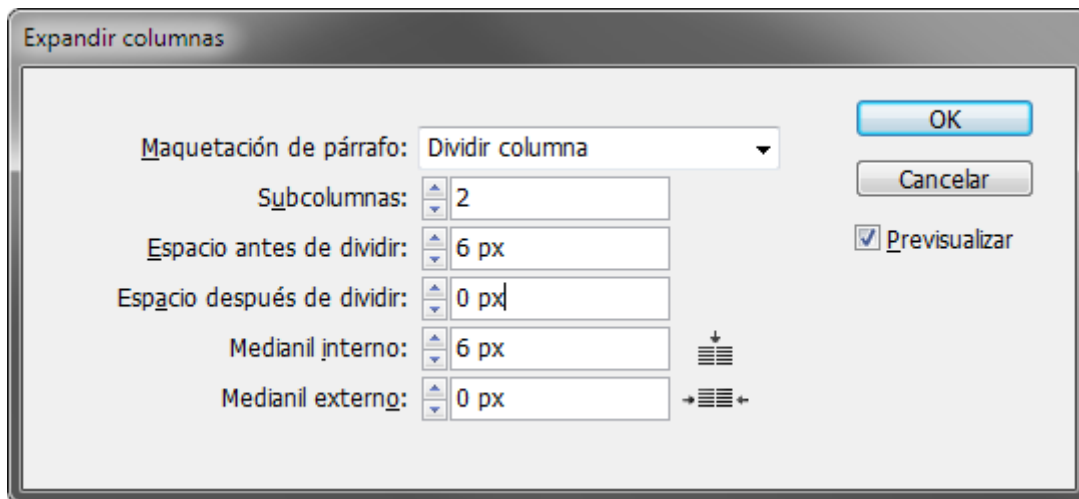 Expandir columnas
Maquetación de párrafo: Dividir columna
OK
Subcolumnas: 2
Cancelar
Espacio antes de dividir: 6 px
Previsualizar
Espacio después de dividir: 0 px
Medianil interno: 6 px
Medianil externo: 0 px